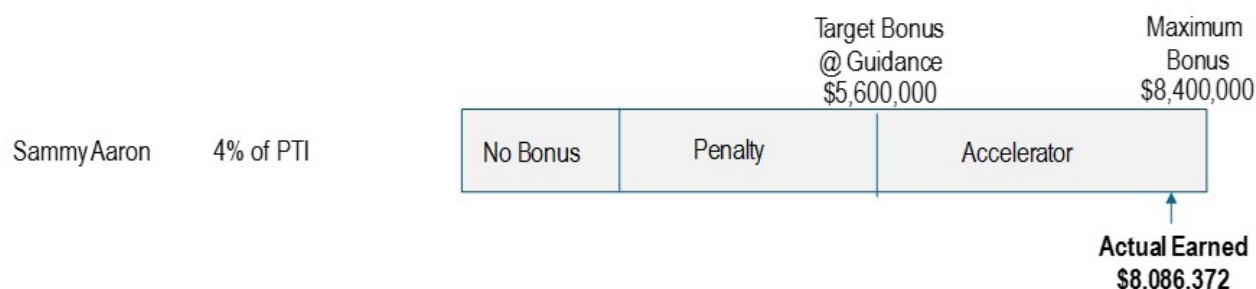 Target Bonus
@ Guidance
$5,600,000
Maximum
Bonus
$8,400,000
Sammy Aaron 4% of PTI No Bonus Penalty Accelerator
Actual Earned
$8,086,372